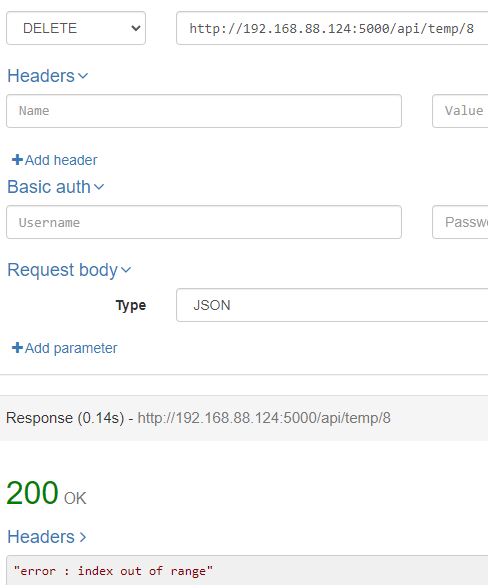 DELETE http://192.168.88.124:5000/api/temp/8
Headers
Name Value
Add header
Basic auth
Username Passw
Request body
Type JSON
Add parameter
Response (0.14s) - http://192.168.88.124:5000/api/temp/8
200 OK
Headers
"error : index out of range"